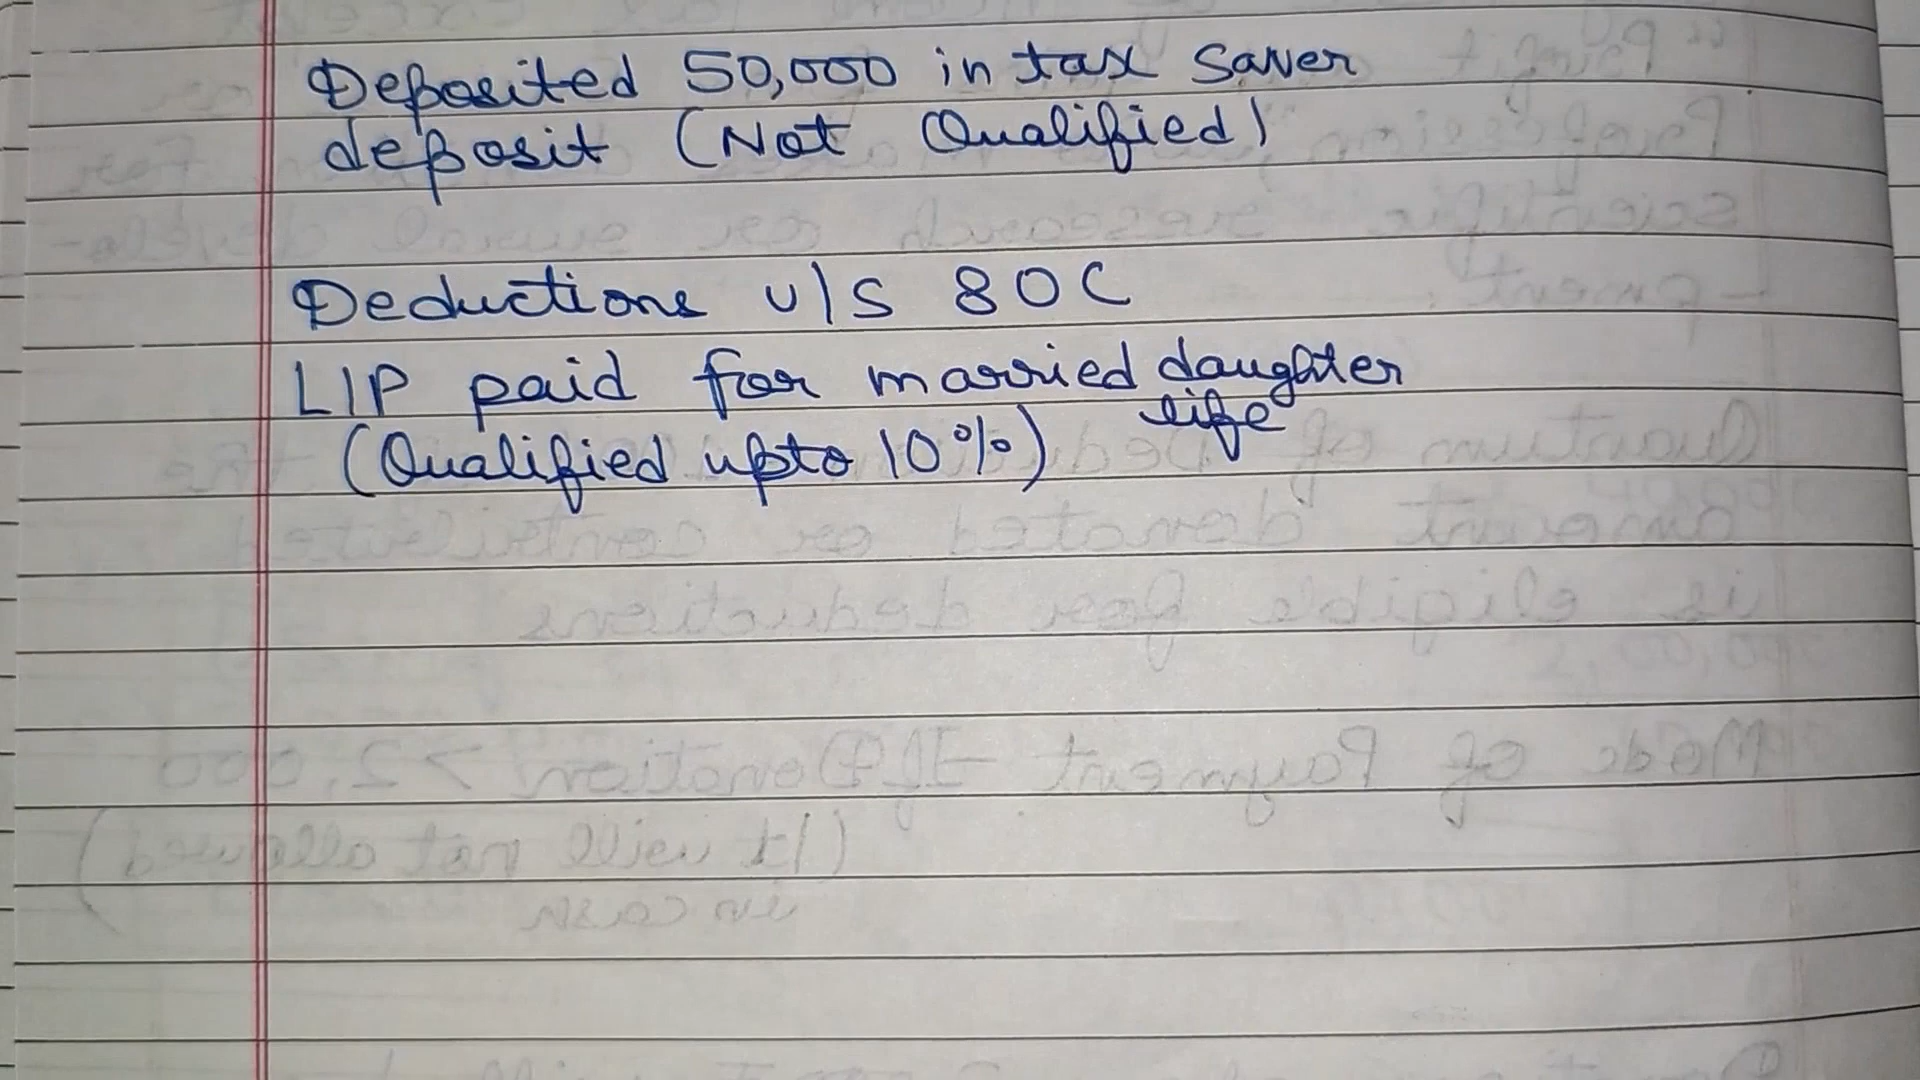 Deposited 50,000 in tax saver
deposit (Not Qualified)
Deductions u/s 80C
LIP paid for married daughter
life
(Qualified upto 10%)